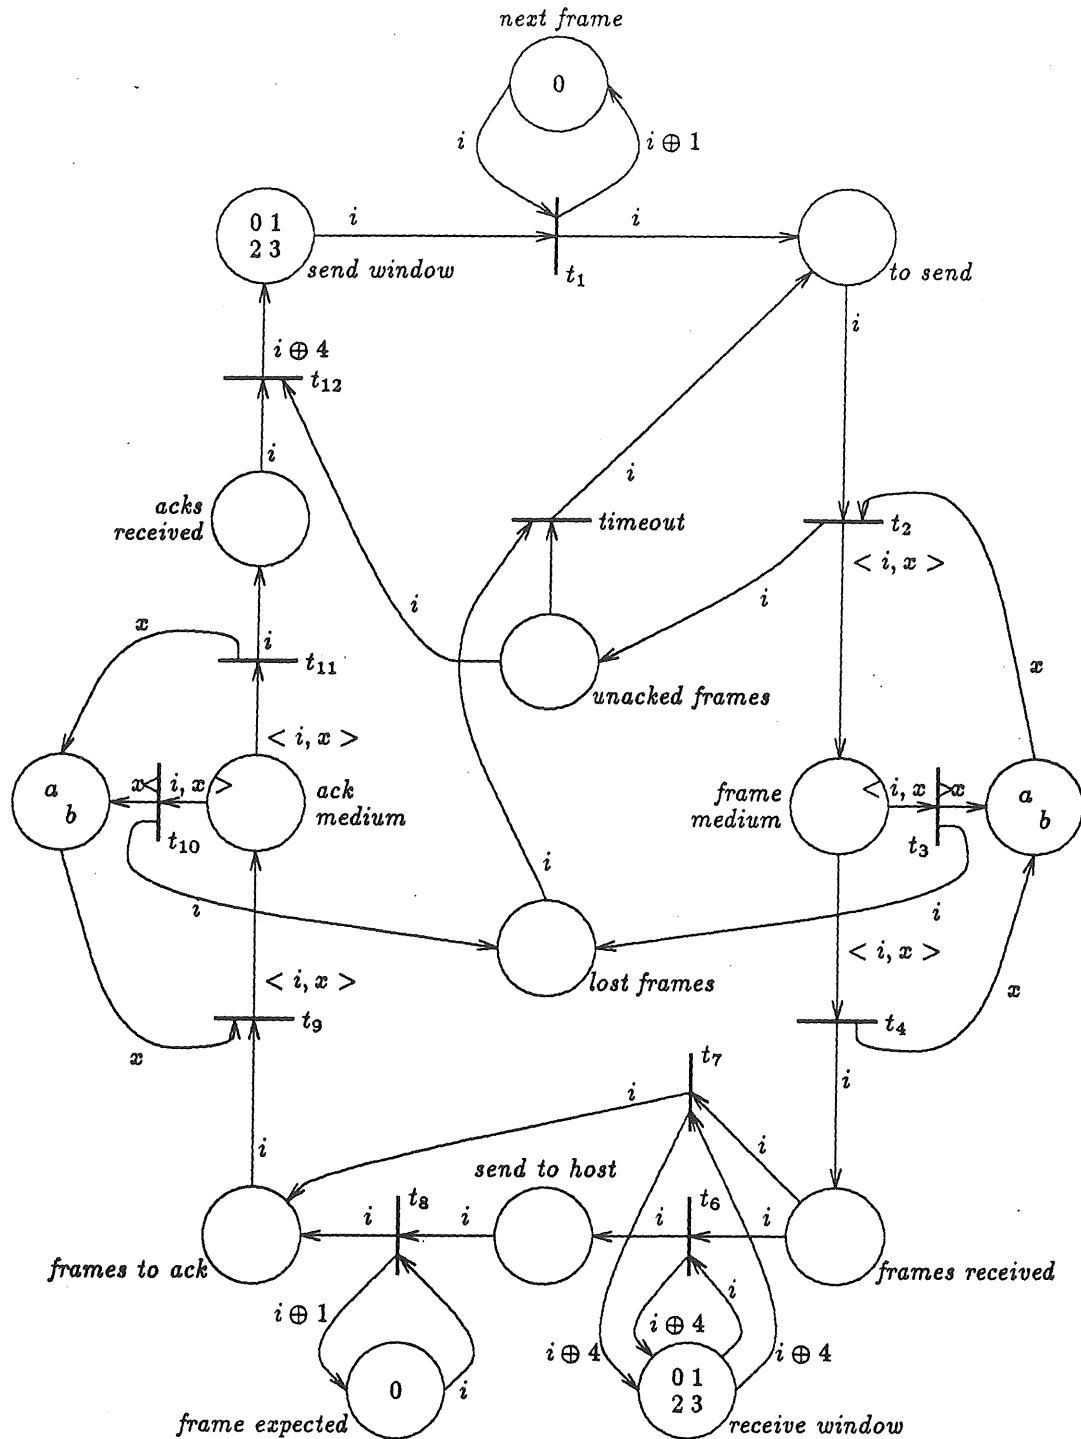 next frame
0
i
i ⊕ 1
0 1
2 3
i
i
send window
t₁
to send
i
i ⊕ 4
t₁₂
i
i
acks
received
timeout
t₂
< i, x >
i
i
x
i
t₁₁
x
unacked frames
< i, x >
a
b
x
< i, x >
t₁₀
ack
medium
frame
medium
< i, x >
x
t₃
a
b
i
i
i
< i, x >
lost frames
< i, x >
x
t₉
t₄
x
t₇
i
i
i
i
send to host
t₈
i
i
t₆
i
i
frames to ack
frames received
i ⊕ 1
i
i ⊕ 4
i ⊕ 4
i ⊕ 4
0
i
0 1
2 3
frame expected
receive window